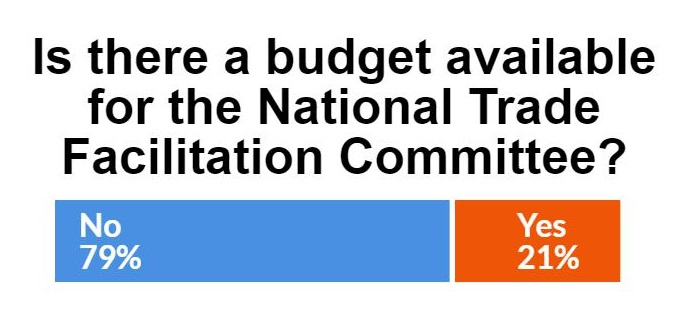 Is there a budget available
for the National Trade
Facilitation Committee?
No
79%
Yes
21%